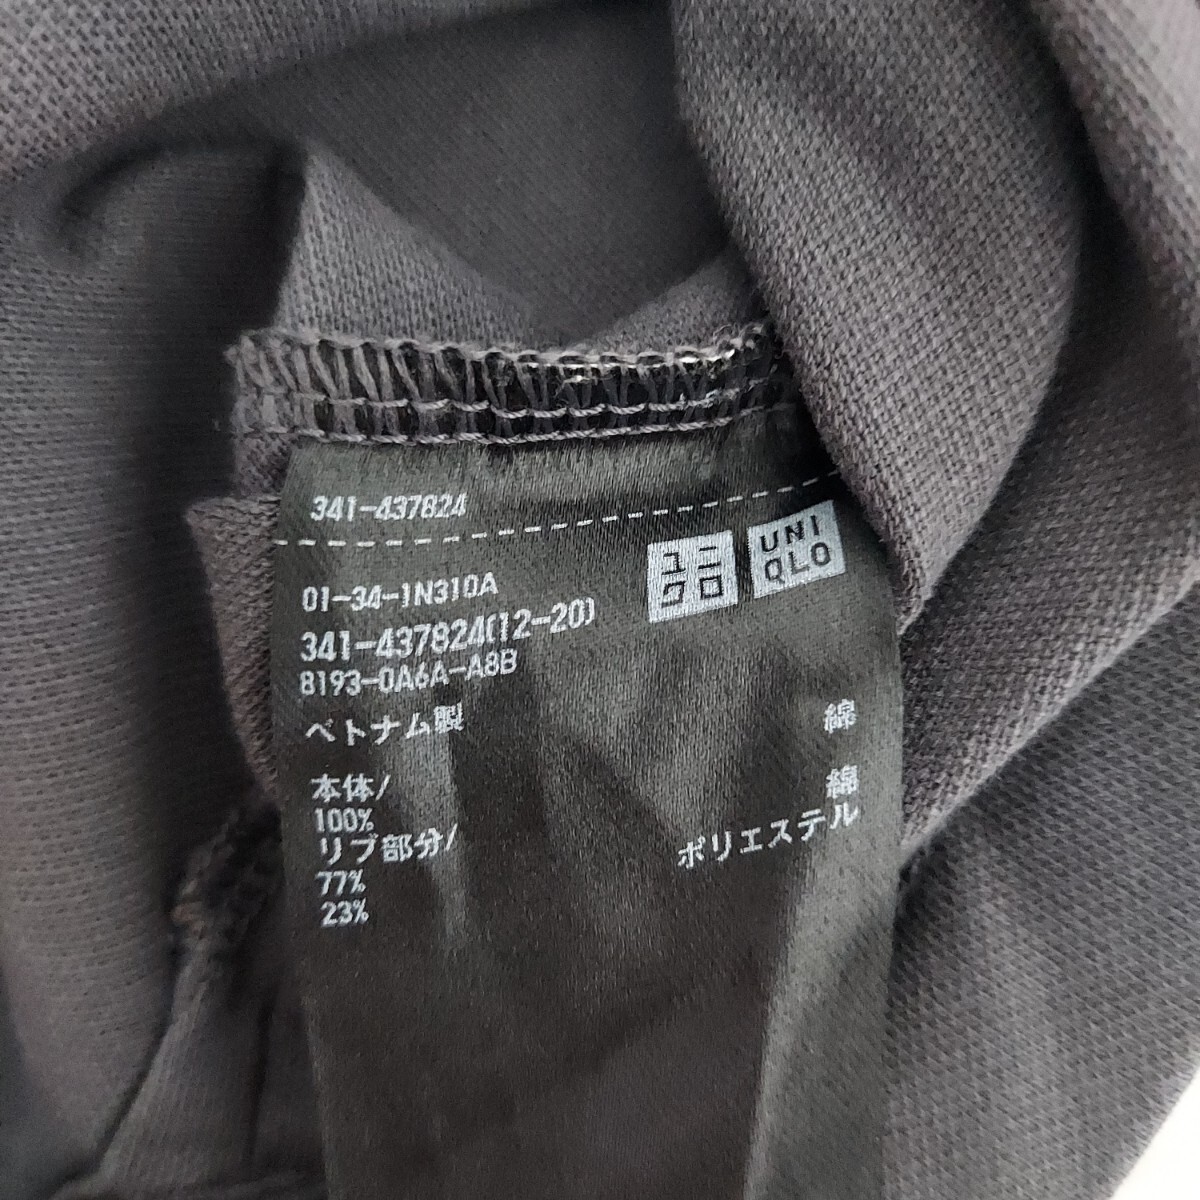 341-437824
ユニ
クロ
UNI
QLO
01-34-1N310A
341-437824(12-20)
8193-0A6A-A8B
ベトナム製
綿
本体/
綿
100%
リブ部分/
ポリエステル
77%
23%